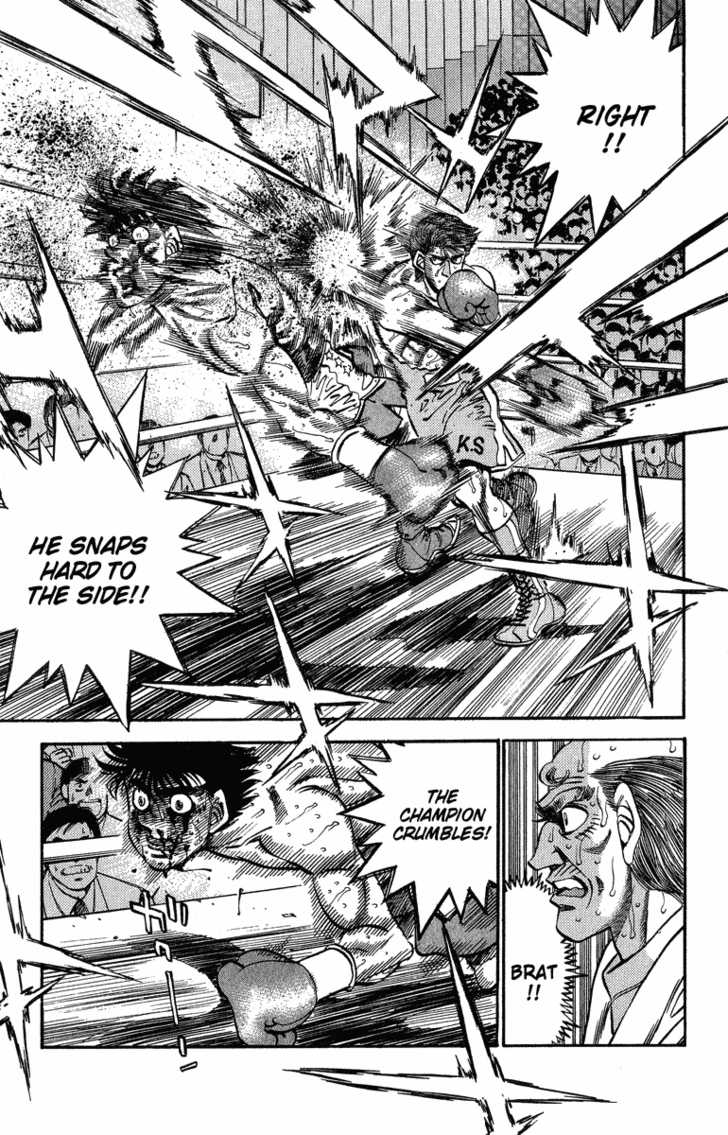 RIGHT
!!
KS
HE SNAPS
HARD TO
THE SIDE!!
THE
CHAMPION
CRUMBLES!
BRAT
!!